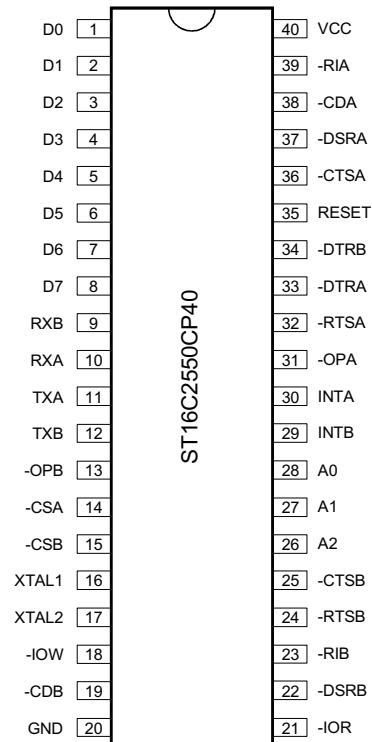 D0 1 40 VCC
D1 2 39 -RIA
D2 3 38 -CDA
D3 4 37 -DSRA
D4 5 36 -CTSA
D5 6 35 RESET
D6 7 34 -DTRB
D7 8 33 -DTRA
RXB 9 32 -RTSA
RXA 10 31 -OPA
TXA 11 30 INTA
TXB 12 29 INTB
-OPB 13 28 A0
-CSA 14 27 A1
-CSB 15 26 A2
XTAL1 16 25 -CTSB
XTAL2 17 24 -RTSB
-IOW 18 23 -RIB
-CDB 19 22 -DSRB
GND 20 21 -IOR
ST16C2550CP40